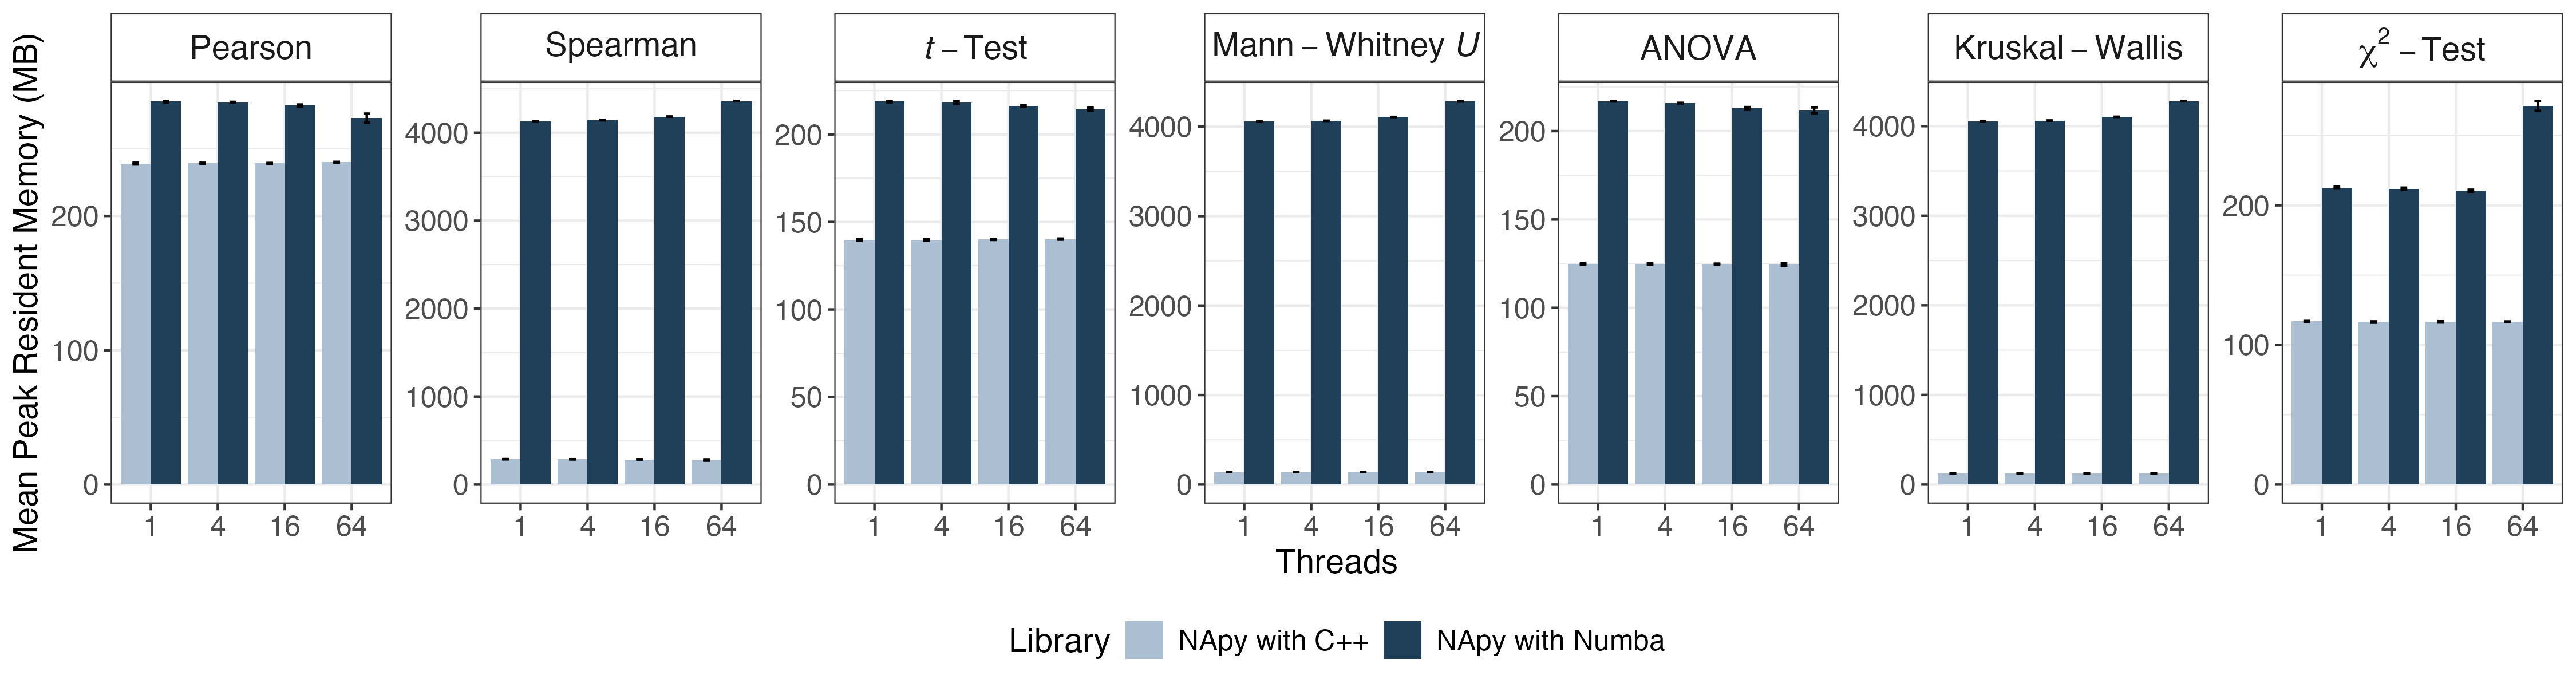 Mean Peak Resident Memory (MB)
Pearson
200
100
0
1 4 16 64
Spearman
4000
3000
2000
1000
0
1 4 16 64
t – Test
200
150
100
50
0
1 4 16 64
Mann – Whitney U
4000
3000
2000
1000
0
1 4 16 64
ANOVA
200
150
100
50
0
1 4 16 64
Kruskal – Wallis
4000
3000
2000
1000
0
1 4 16 64
χ² – Test
200
100
0
1 4 16 64
Threads
Library NApy with C++ NApy with Numba